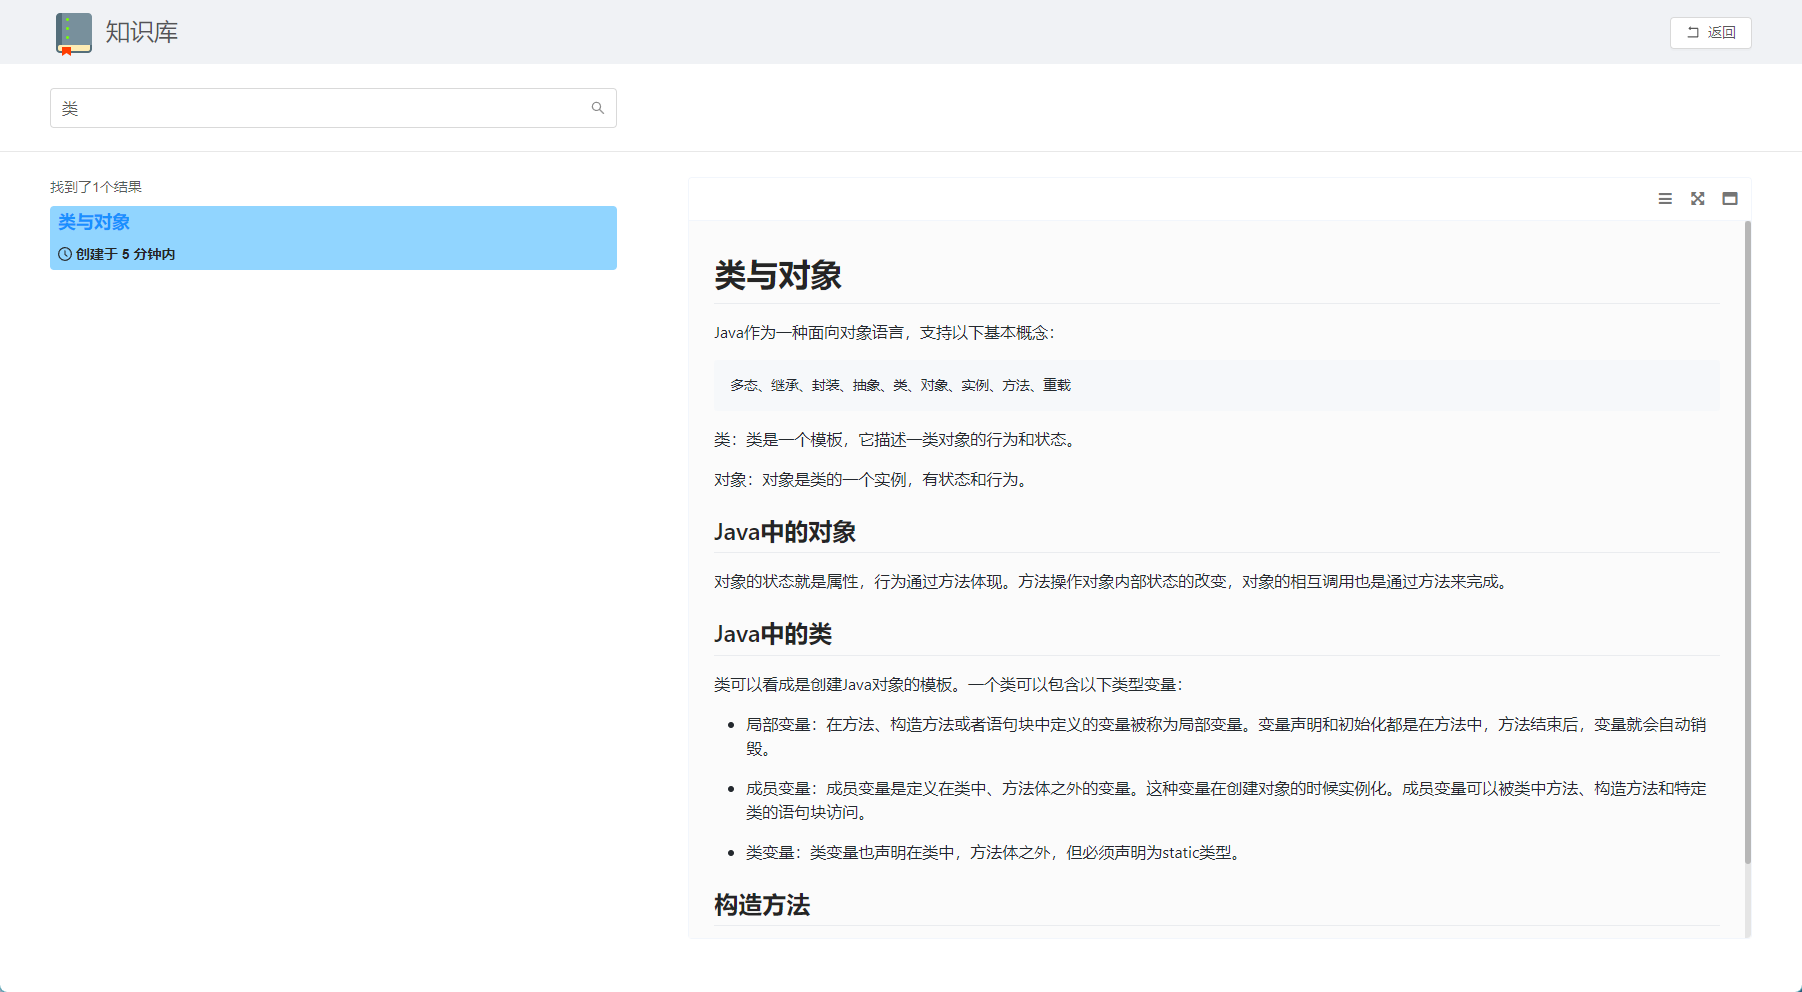 知识库
返回
类
找到了1个结果
类与对象
创建于 5 分钟内
类与对象
Java作为一种面向对象语言，支持以下基本概念：
多态、继承、封装、抽象、类、对象、实例、方法、重载
类：类是一个模板，它描述一类对象的行为和状态。
对象：对象是类的一个实例，有状态和行为。
Java中的对象
对象的状态就是属性，行为通过方法体现。方法操作对象内部状态的改变，对象的相互调用也是通过方法来完成。
Java中的类
类可以看成是创建Java对象的模板。一个类可以包含以下类型变量：
局部变量：在方法、构造方法或者语句块中定义的变量被称为局部变量。变量声明和初始化都是在方法中，方法结束后，变量就会自动销
毁。
成员变量：成员变量是定义在类中、方法体之外的变量。这种变量在创建对象的时候实例化。成员变量可以被类中方法、构造方法和特定
类的语句块访问。
类变量：类变量也声明在类中，方法体之外，但必须声明为static类型。
构造方法